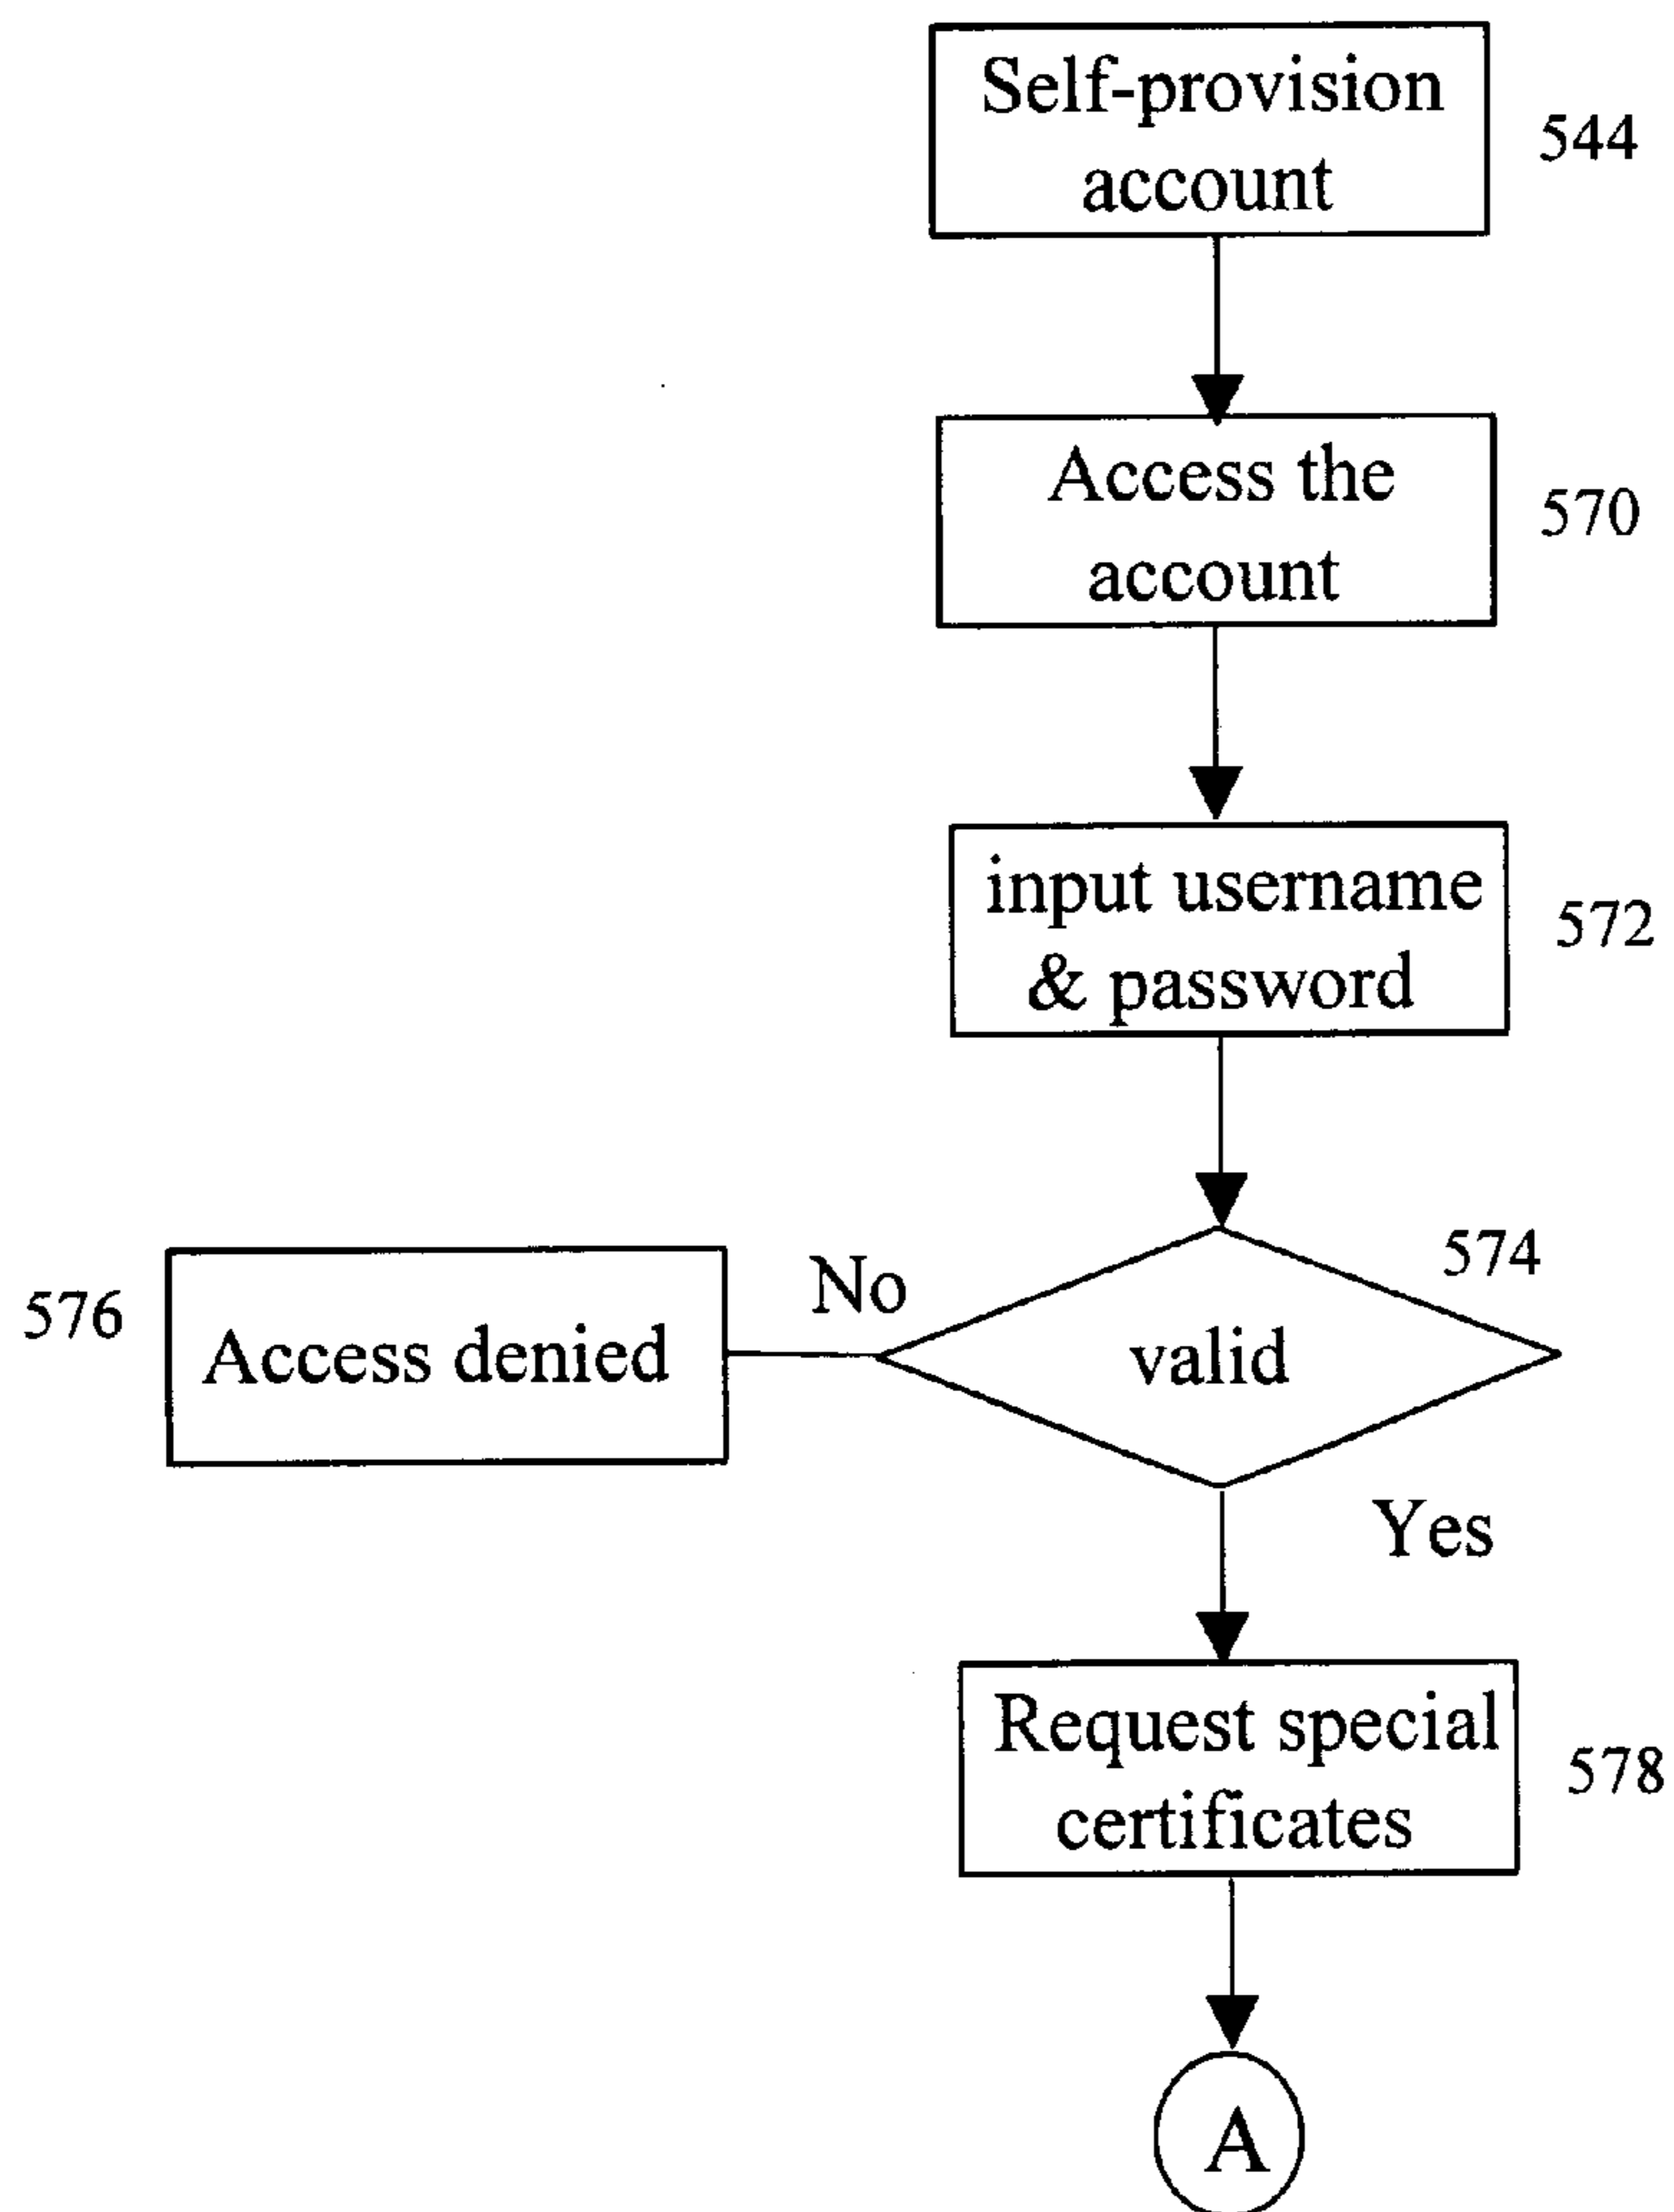 Self-provision
account
544
Access the
account
570
input username
& password
572
574
No
576
Access denied
valid
Yes
Request special
certificates
578
A